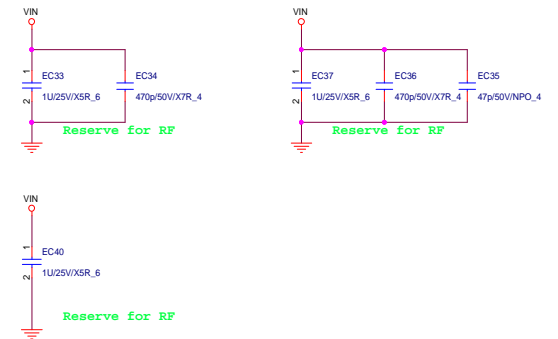 VIN
1
EC33
EC34
2
1U/25V/X5R_6
470p/50V/X7R_4
Reserve for RF
VIN
1
EC37
EC36
EC35
2
1U/25V/X5R_6
470p/50V/X7R_4
47p/50V/NPO_4
Reserve for RF
VIN
1
EC40
2
1U/25V/X5R_6
Reserve for RF